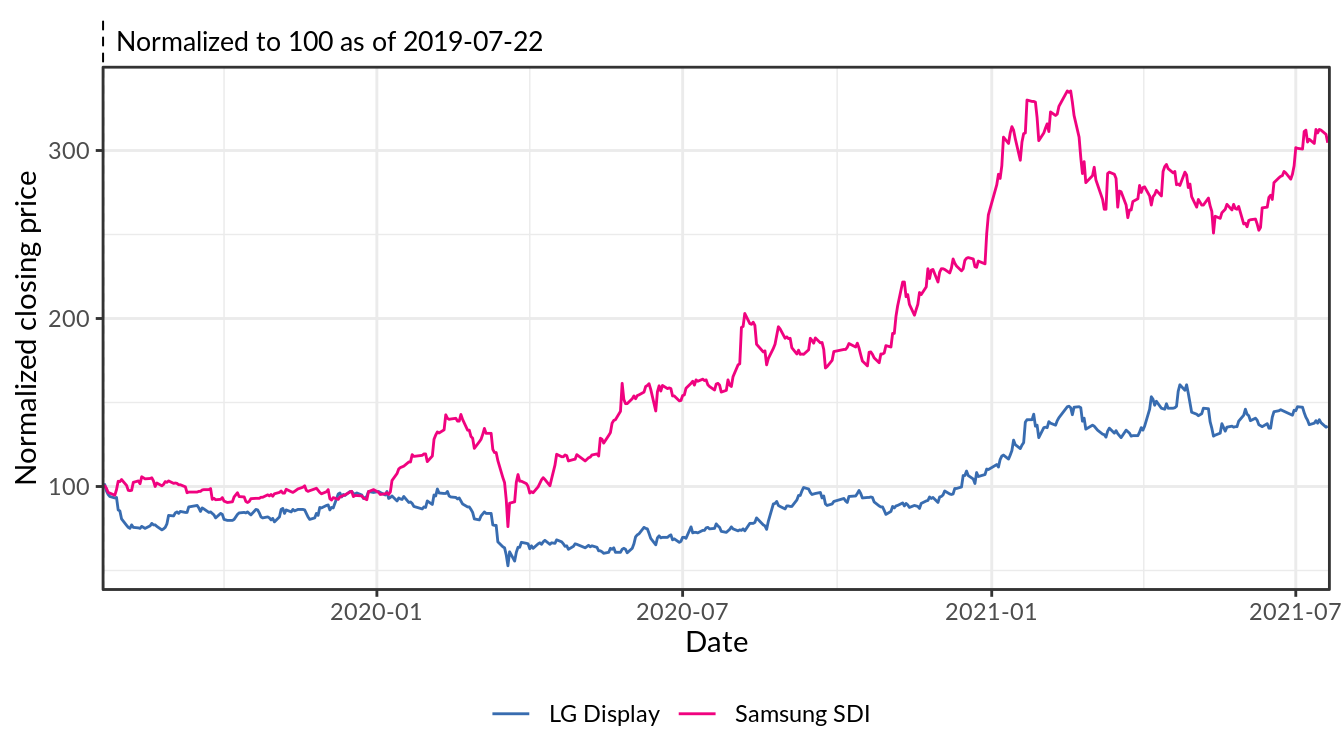 Normalized to 100 as of 2019-07-22
Normalized closing price
300
200
100
2020-01
2020-07
2021-01
2021-07
Date
LG Display
Samsung SDI